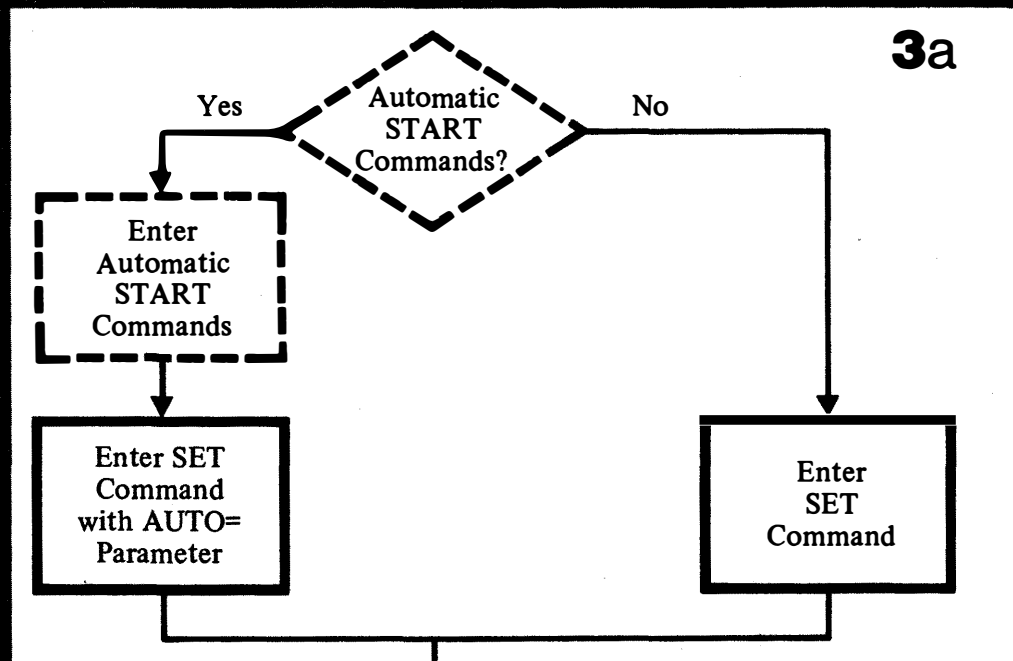 3a
Automatic
START
Commands?
Yes
No
Enter
Automatic
START
Commands
Enter SET
Command
with AUTO=
Parameter
Enter
SET
Command